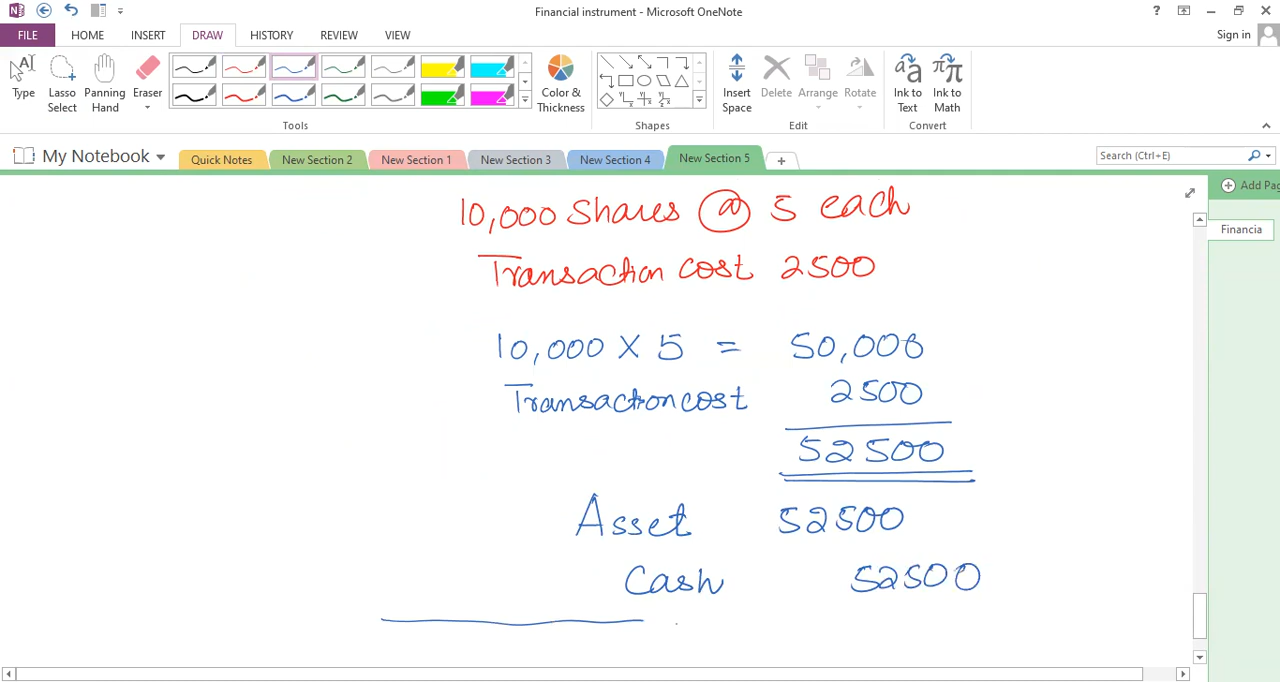 Financial instrument - Microsoft OneNote
?
FILE HOME INSERT DRAW HISTORY REVIEW VIEW
Sign in
Type
Lasso Select
Panning Hand
Eraser
Color & Thickness
Insert Space
Delete
Arrange
Rotate
Ink to Text
Ink to Math
Tools
Shapes
Edit
Convert
My Notebook
Quick Notes
New Section 2
New Section 1
New Section 3
New Section 4
New Section 5
Search (Ctrl+E)
Add Pag
Financia
10,000 Shares @ 5 each
Transaction cost 2500
10,000 X 5 = 50,000
Transaction cost 2500
52500
Asset 52500
Cash 52500